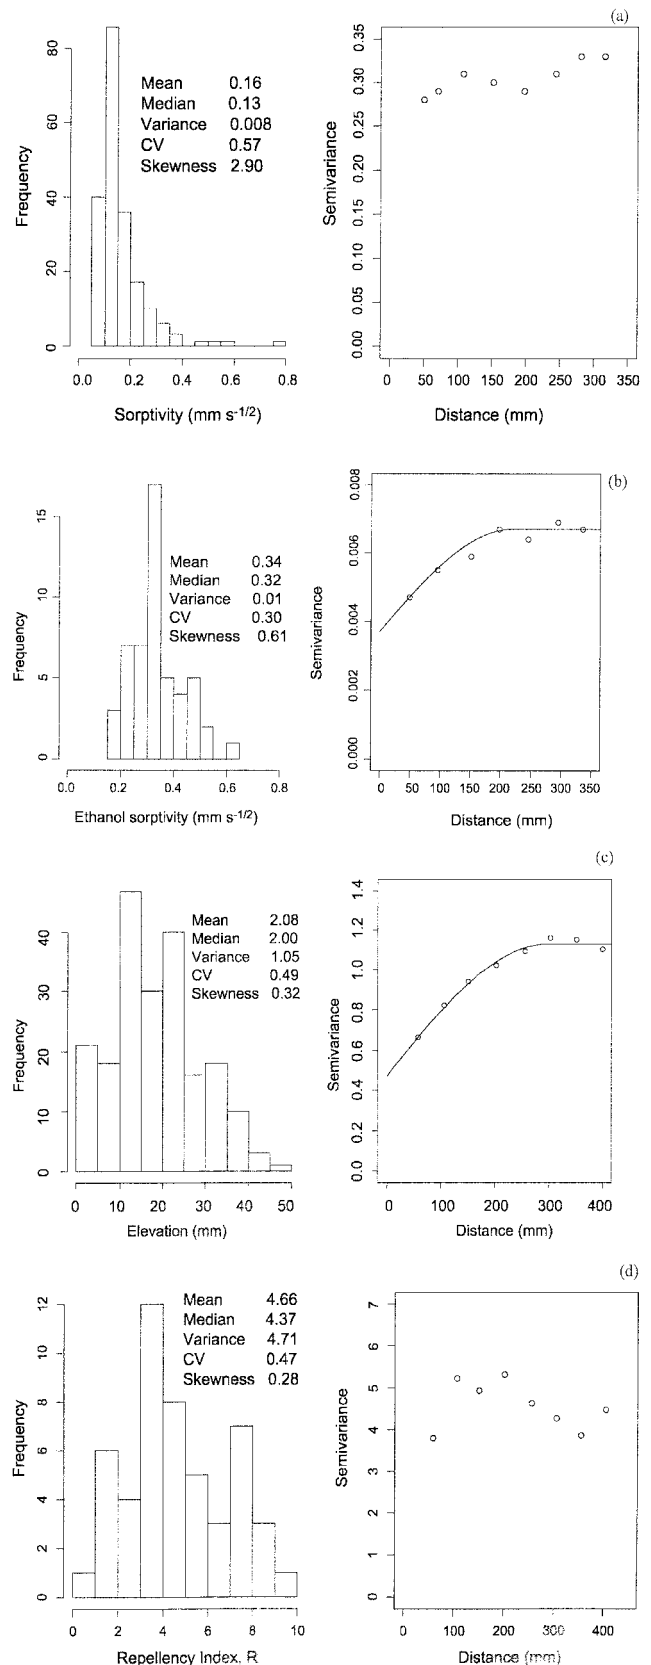 (a)
Mean 0.16
Median 0.13
Variance 0.008
CV 0.57
Skewness 2.90
Frequency
0 20 40 60 80
0.0 0.2 0.4 0.6 0.8
Sorptivity (mm s-1/2)
Semivariance
0.00 0.05 0.10 0.15 0.20 0.25 0.30 0.35
0 50 100 150 200 250 300 350
Distance (mm)
(b)
Mean 0.34
Median 0.32
Variance 0.01
CV 0.30
Skewness 0.61
Frequency
0 5 10 15
0.0 0.2 0.4 0.6 0.8
Ethanol sorptivity (mm s-1/2)
Semivariance
0.000 0.002 0.004 0.006 0.008
0 50 100 150 200 250 300 350
Distance (mm)
(c)
Mean 2.08
Median 2.00
Variance 1.05
CV 0.49
Skewness 0.32
Frequency
0 10 20 30 40
0 10 20 30 40 50
Elevation (mm)
Semivariance
0.0 0.2 0.4 0.6 0.8 1.0 1.2 1.4
0 100 200 300 400
Distance (mm)
(d)
Mean 4.66
Median 4.37
Variance 4.71
CV 0.47
Skewness 0.28
Frequency
0 2 4 6 8 10 12
0 2 4 6 8 10
Repellency Index, R
Semivariance
0 1 2 3 4 5 6 7
0 100 200 300 400
Distance (mm)